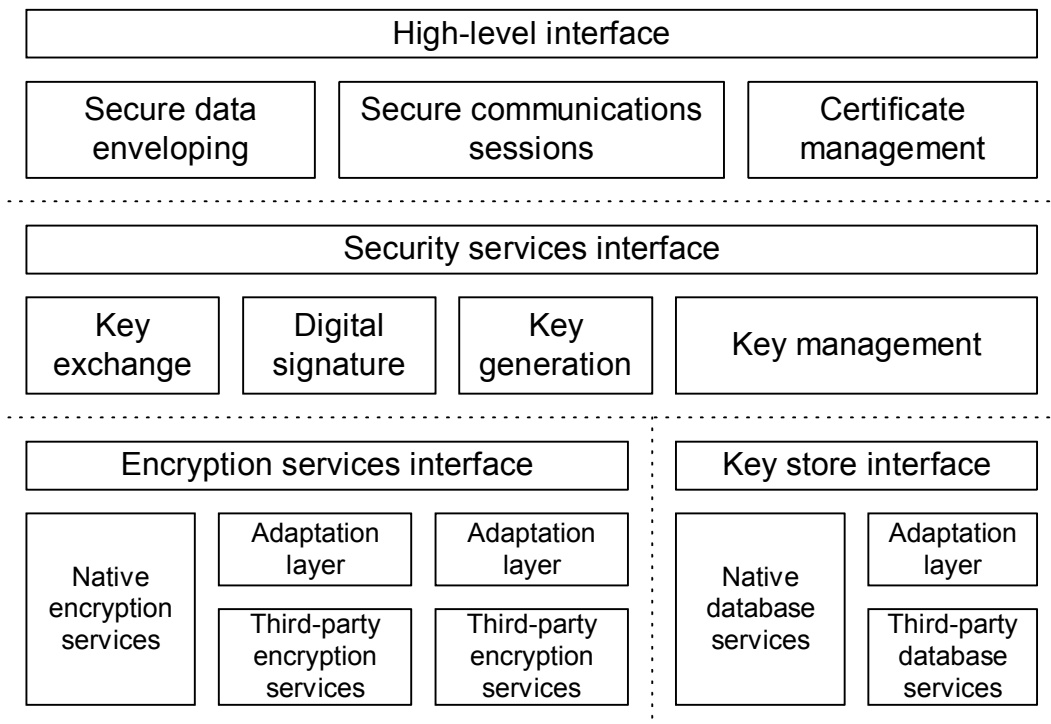 High-level interface
Secure data
enveloping
Secure communications
sessions
Certificate
management
Security services interface
Key
exchange
Digital
signature
Key
generation
Key management
Encryption services interface
Key store interface
Native
encryption
services
Adaptation
layer
Adaptation
layer
Third-party
encryption
services
Third-party
encryption
services
Native
database
services
Adaptation
layer
Third-party
database
services